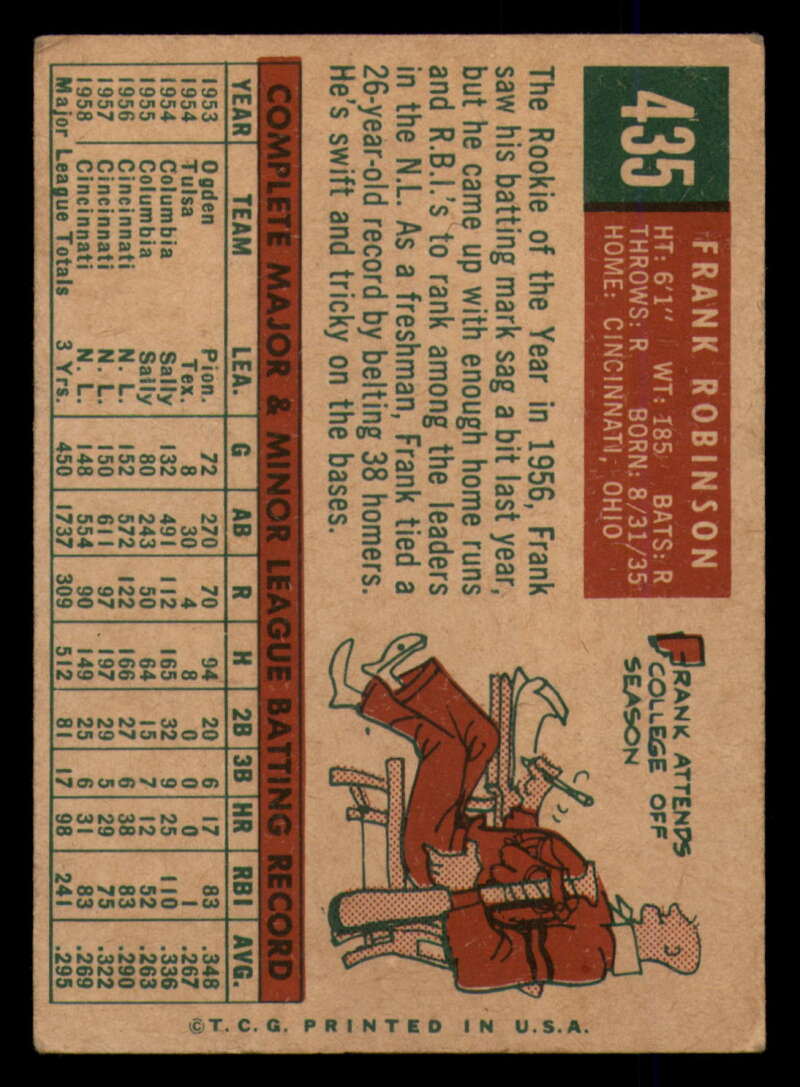 435
FRANK ROBINSON
HT: 6'1" WT: 185 BATS: R
THROWS: R BORN: 8/31/35
HOME: CINCINNATI, OHIO
The Rookie of the Year in 1956, Frank
saw his batting mark sag a bit last year,
but he came up with enough home runs
and R.B.I.'s to rank among the leaders
in the N.L. As a freshman, Frank tied a
26-year-old record by belting 38 homers.
He's swift and tricky on the bases.
FRANK ATTENDS
COLLEGE OFF
SEASON
COMPLETE MAJOR & MINOR LEAGUE BATTING RECORD
YEAR TEAM LEA. G AB R H 2B 3B HR RBI AVG.
1953 Ogden Pion. 72 270 70 94 20 6 17 83 .348
1954 Tulsa Tex. 8 30 4 8 0 0 0 1 .267
1954 Columbia Sally 132 491 112 165 32 9 25 110 .336
1955 Columbia Sally 80 243 50 64 15 7 12 52 .263
1956 Cincinnati N. L. 152 572 122 166 27 6 38 83 .290
1957 Cincinnati N. L. 150 611 97 197 29 5 29 75 .322
1958 Cincinnati N. L. 148 554 90 149 25 6 31 83 .269
Major League Totals 3 Yrs. 450 1737 309 512 81 17 98 241 .295
© T. C. G. PRINTED IN U.S.A.